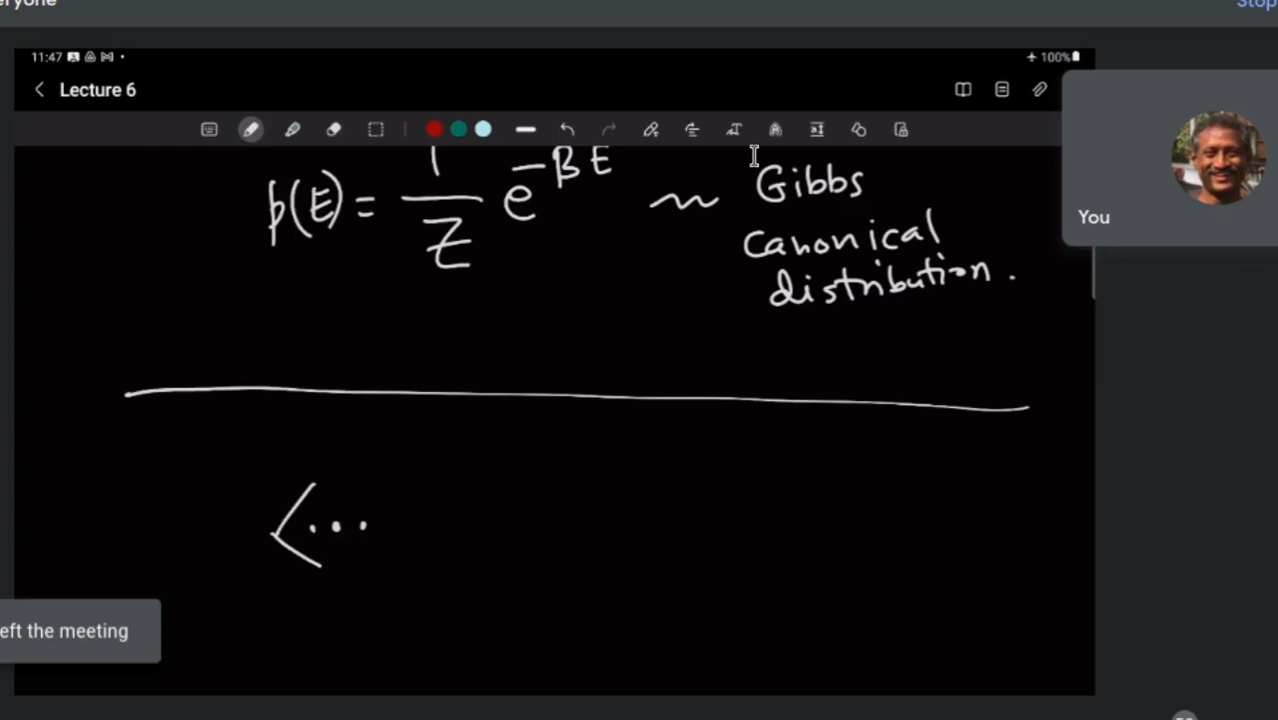 eryone
Stop
11:47
100%
Lecture 6
p(E) = 1/Z e^{-βE} ~ Gibbs
canonical
distribution.
You
<...
eft the meeting